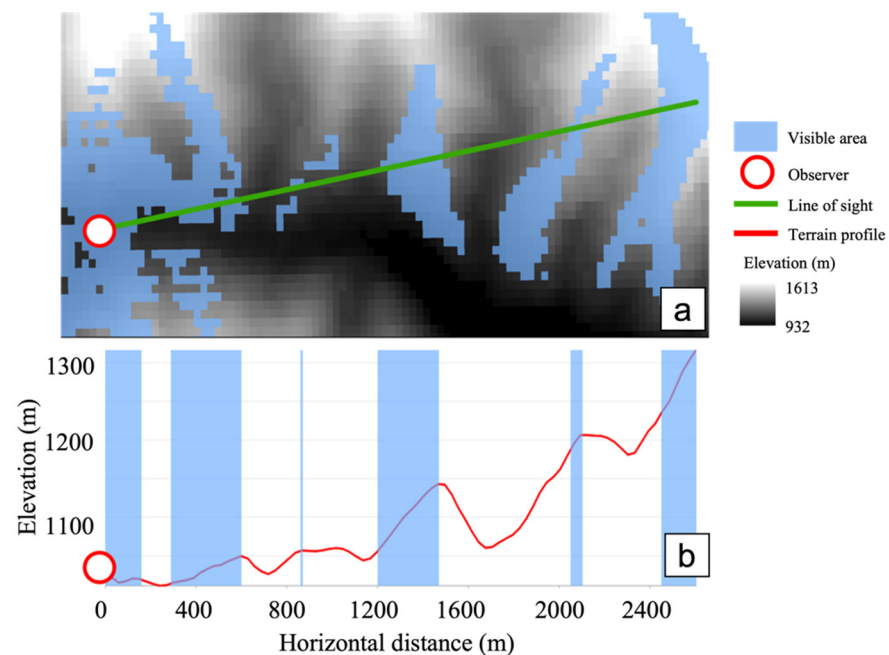 Visible area
Observer
Line of sight
Terrain profile
Elevation (m)
1613
932
a
1300
1200
1100
Elevation (m)
b
0 400 800 1200 1600 2000 2400
Horizontal distance (m)